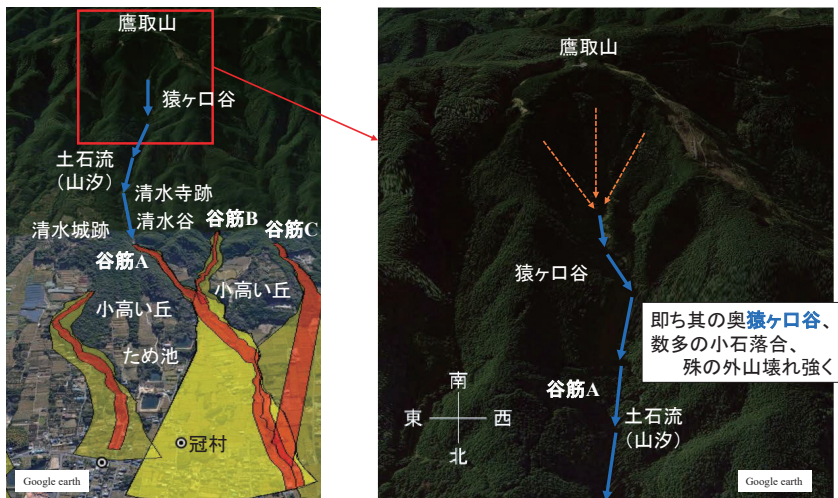 鷹取山
猿ヶ口谷
土石流
（山汐）
清水寺跡
清水谷
清水城跡
谷筋B
谷筋C
谷筋A
小高い丘
小高い丘
ため池
冠村
Google earth
鷹取山
猿ヶ口谷
即ち其の奥猿ヶ口谷、
数多の小石落合、
殊の外山壊れ強く
谷筋A
南
東
西
北
土石流
（山汐）
Google earth